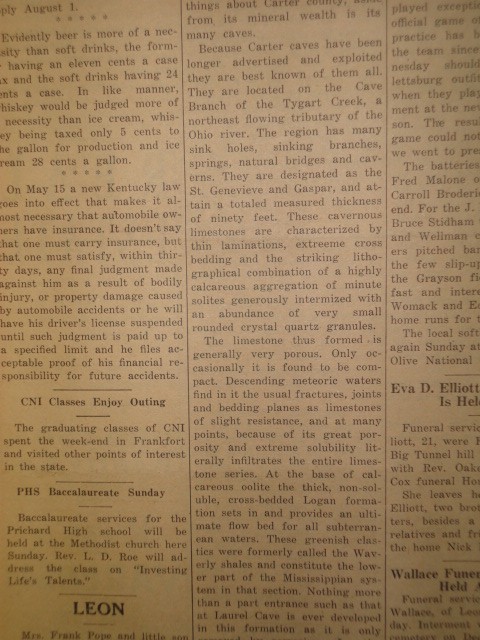 ply August 1.
* * * * *
Evidently beer is more of a nec-
sity than soft drinks, the form-
having an eleven cents a case
x and the soft drinks having 24
ents a case. In like manner,
hiskey would be judged more of
necessity than ice cream, whis-
ey being taxed only 5 cents to
he gallon for production and ice
ream 28 cents a gallon.
* * * * *
On May 15 a new Kentucky law
goes into effect that makes it al-
most necessary that automobile ow-
ners have insurance. It doesn't say
that one must carry insurance, but
that one must satisfy, within thir-
ty days, any final judgment made
against him as a result of bodily
injury, or property damage caused
by automobile accidents or he will
have his driver's license suspended
until such judgment is paid up to
a specified limit and he files ac-
ceptable proof of his financial re-
sponsibility for future accidents.
CNI Classes Enjoy Outing
The graduating classes of CNI
spent the week-end in Frankfort
and visited other points of interest
in the state.
PHS Baccalaureate Sunday
Baccalaureate services for the
Prichard High school will be
held at the Methodist church here
Sunday. Rev. L. D. Roe will ad-
dress the class on "Investing
Life's Talents."
LEON
Mrs. Frank Pope and little son
things about Carter county, aside
from its mineral wealth is its
many caves.
Because Carter caves have been
longer advertised and exploited
they are best known of them all.
They are located on the Cave
Branch of the Tygart Creek, a
northeast flowing tributary of the
Ohio river. The region has many
sink holes, sinking branches,
springs, natural bridges and cav-
erns. They are designated as the
St. Genevieve and Gaspar, and at-
tain a totaled measured thickness
of ninety feet. These cavernous
limestones are characterized by
thin laminations, extreeme cross
bedding and the striking litho-
graphical combination of a highly
calcareous aggregation of minute
solites generously intermized with
an abundance of very small
rounded crystal quartz granules.
The limestone thus formed is
generally very porous. Only oc-
casionally it is found to be com-
pact. Descending meteoric waters
find in it the usual fractures, joints
and bedding planes as limestones
of slight resistance, and at many
points, because of its great por-
osity and extreme solubility lit-
erally infiltrates the entire limes-
tone series. At the base of cal-
careous oolite the thick, non-sol-
uble, cross-bedded Logan forma-
tion sets in and provides an ulti-
mate flow bed for all subterran-
ean waters. These greenish clas-
tics were formerly called the Wav-
erly shales and constitute the low-
er part of the Mississippian sys-
tem in that section. Nothing more
than a part entrance such as that
at Laurel Cave is ever developed
in this formation as it is only
played excepti
official game of
practice has b
the team since
nesday should
lettsburg outfit
when they play
ment at the nev
son. The resul
game could not
we went to pre
The batteries
Fred Malone o
Carroll Broderic
end. For the J.
Bruce Stidham
and Wellman c
ers pitched bar
the few slip-up
the Grayson fi
fast and inter
Womack and Ec
home runs for t
The local soft
again Sunday at
Olive National
Eva D. Elliott
Is Hel
Funeral servic
liott, 21, were h
Big Tunnel hill
with Rev. Oake
Cox funeral Ho
She leaves h
Elliott, two brot
ters, besides a
relatives and fri
the home Nick
Wallace Funer
Held A
Funeral servic
Wallace, of Leo
day. Interment